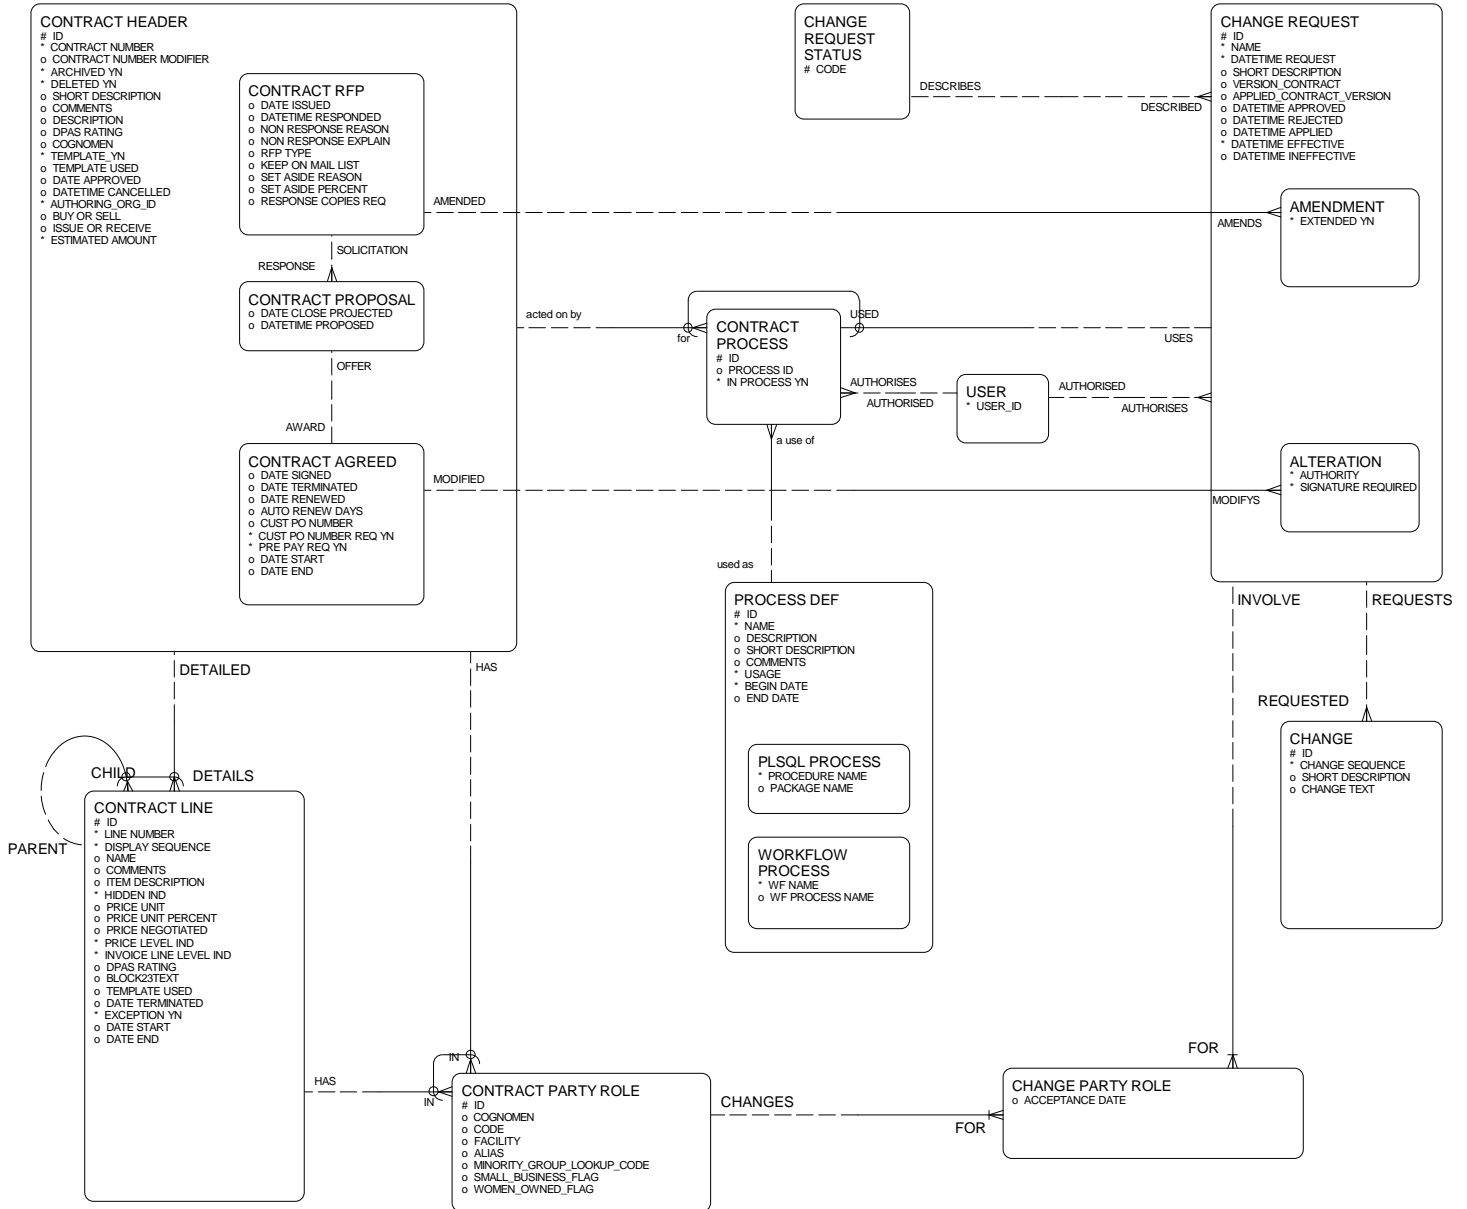 CONTRACT HEADER
# ID
* CONTRACT NUMBER
o CONTRACT NUMBER MODIFIER
* ARCHIVED YN
* DELETED YN
o SHORT DESCRIPTION
o COMMENTS
o DESCRIPTION
o DPAS RATING
o COGNOMEN
* TEMPLATE_YN
o TEMPLATE USED
o DATE APPROVED
o DATETIME CANCELLED
* AUTHORING_ORG_ID
o BUY OR SELL
o ISSUE OR RECEIVE
* ESTIMATED AMOUNT
CONTRACT RFP
o DATE ISSUED
o DATETIME RESPONDED
o NON RESPONSE REASON
o NON RESPONSE EXPLAIN
o RFP TYPE
o KEEP ON MAIL LIST
o SET ASIDE REASON
o SET ASIDE PERCENT
o RESPONSE COPIES REQ
SOLICITATION
RESPONSE
CONTRACT PROPOSAL
o DATE CLOSE PROJECTED
o DATETIME PROPOSED
OFFER
AWARD
CONTRACT AGREED
o DATE SIGNED
o DATE TERMINATED
o DATE RENEWED
o AUTO RENEW DAYS
o CUST PO NUMBER
* CUST PO NUMBER REQ YN
* PRE PAY REQ YN
o DATE START
o DATE END
CHANGE
REQUEST
STATUS
# CODE
DESCRIBES
DESCRIBED
CHANGE REQUEST
# ID
* NAME
* DATETIME REQUEST
o SHORT DESCRIPTION
o VERSION_CONTRACT
o APPLIED_CONTRACT_VERSION
o DATETIME APPROVED
o DATETIME REJECTED
o DATETIME APPLIED
* DATETIME EFFECTIVE
o DATETIME INEFFECTIVE
AMENDED
AMENDS
AMENDMENT
* EXTENDED YN
acted on by
for
CONTRACT
PROCESS
# ID
o PROCESS ID
* IN PROCESS YN
USED
USES
AUTHORISES
AUTHORISED
USER
* USER_ID
AUTHORISED
AUTHORISES
a use of
used as
MODIFIED
MODIFYS
ALTERATION
* AUTHORITY
* SIGNATURE REQUIRED
PROCESS DEF
# ID
* NAME
o DESCRIPTION
o SHORT DESCRIPTION
o COMMENTS
* USAGE
* BEGIN DATE
o END DATE
PLSQL PROCESS
* PROCEDURE NAME
o PACKAGE NAME
WORKFLOW
PROCESS
* WF NAME
o WF PROCESS NAME
INVOLVE
REQUESTS
REQUESTED
CHANGE
# ID
* CHANGE SEQUENCE
o SHORT DESCRIPTION
o CHANGE TEXT
DETAILED
HAS
CHILD
DETAILS
PARENT
CONTRACT LINE
# ID
* LINE NUMBER
* DISPLAY SEQUENCE
o NAME
o COMMENTS
o ITEM DESCRIPTION
* HIDDEN IND
o PRICE UNIT
o PRICE UNIT PERCENT
o PRICE NEGOTIATED
* PRICE LEVEL IND
* INVOICE LINE LEVEL IND
o DPAS RATING
o BLOCK23TEXT
o TEMPLATE USED
o DATE TERMINATED
* EXCEPTION YN
o DATE START
o DATE END
HAS
IN
IN
CONTRACT PARTY ROLE
# ID
o COGNOMEN
o CODE
o FACILITY
o ALIAS
o MINORITY_GROUP_LOOKUP_CODE
o SMALL_BUSINESS_FLAG
o WOMEN_OWNED_FLAG
CHANGES
FOR
FOR
CHANGE PARTY ROLE
o ACCEPTANCE DATE